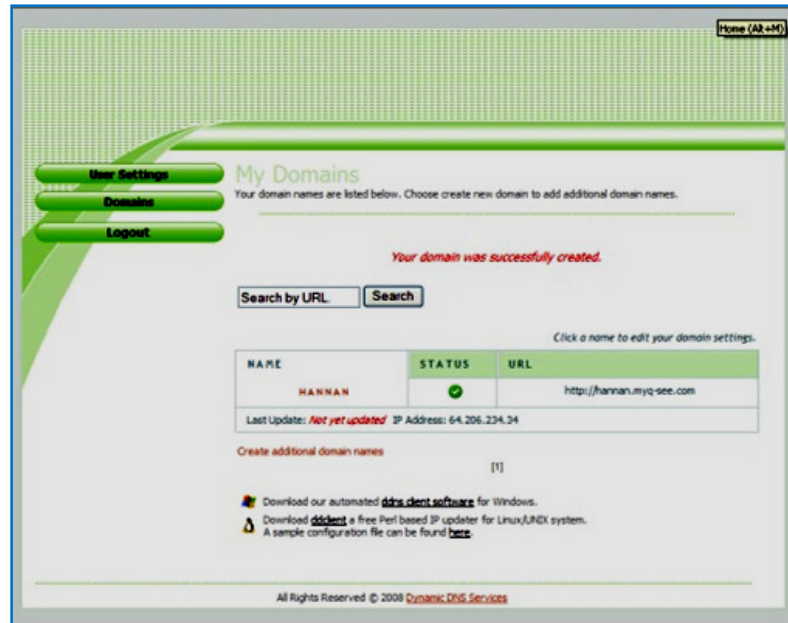 Home (Alt+M)
User Settings
Domains
Logout
My Domains
Your domain names are listed below. Choose create new domain to add additional domain names.
Your domain was successfully created.
Search by URL
Search
Click a name to edit your domain settings.
NAME STATUS URL
HANNAN http://hannan.myq-see.com
Last Update: Not yet updated IP Address: 64.206.234.34
Create additional domain names
[1]
Download our automated ddns client software for Windows.
Download ddclient a free Perl based IP updater for Linux/UNIX system.
A sample configuration file can be found here.
All Rights Reserved © 2008 Dynamic DNS Services